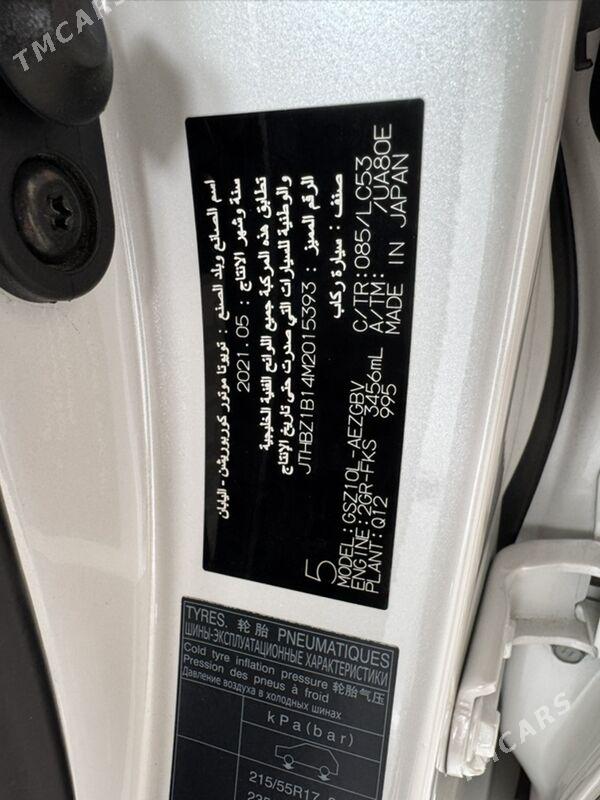 TMCARS
اسم الصانع وبلد الصنع : تويوتا موتور كوربوريشن - اليابان
سنة وشهر الإنتاج : 2021.05
تطابق هذه المركبة جميع اللوائح الفنية الخليجية
والوطنية للسيارات التي صدرت حتى تاريخ الإنتاج
الرقم المميز : JTHBZ1B14M2015393
صنف : سيارة ركاب
5
MODEL: GSZ10L-AEZGBV C/TR: 085/LC53
ENGINE: 2GR-FKS 3456mL A/TM: /UA80E
PLANT: Q12 995 MADE IN JAPAN
TYRES. 轮胎 PNEUMATIQUES
ШИНЫ-ЭКСПЛУАТАЦИОННЫЕ ХАРАКТЕРИСТИКИ
Cold tyre inflation pressure 轮胎气压
Pression des pneus à froid
Давление воздуха в холодных шинах
kPa(bar)
215/55R17
TMCARS